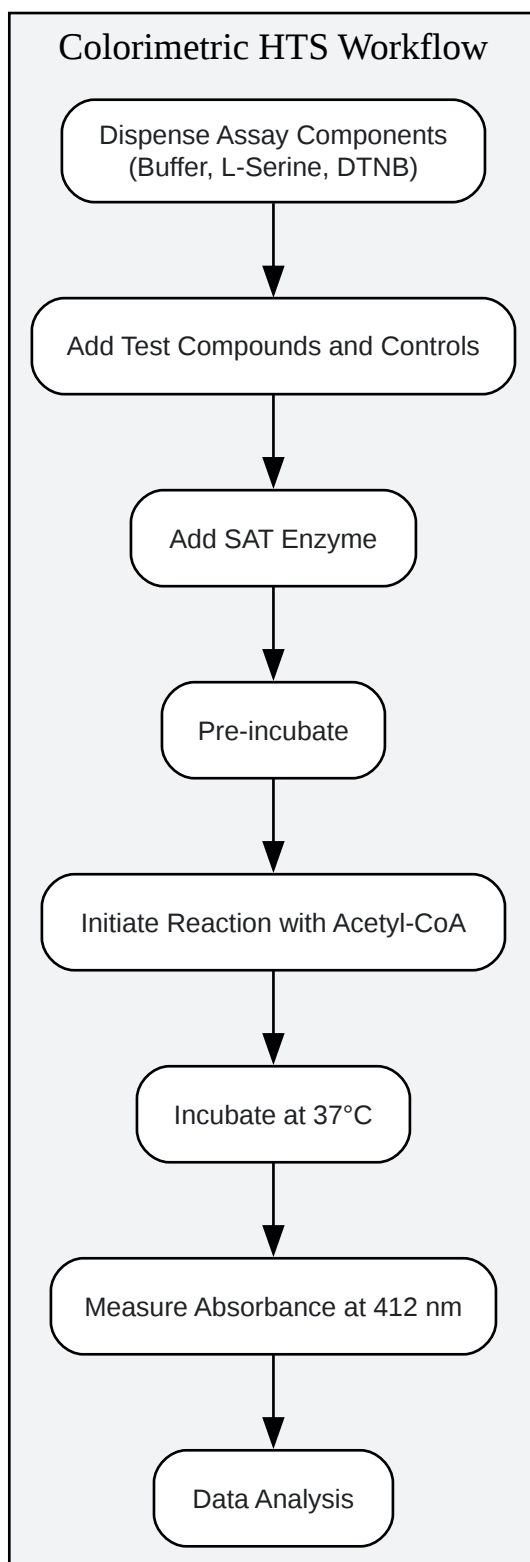 Colorimetric HTS Workflow
Dispense Assay Components
(Buffer, L-Serine, DTNB)
Add Test Compounds and Controls
Add SAT Enzyme
Pre-incubate
Initiate Reaction with Acetyl-CoA
Incubate at 37°C
Measure Absorbance at 412 nm
Data Analysis